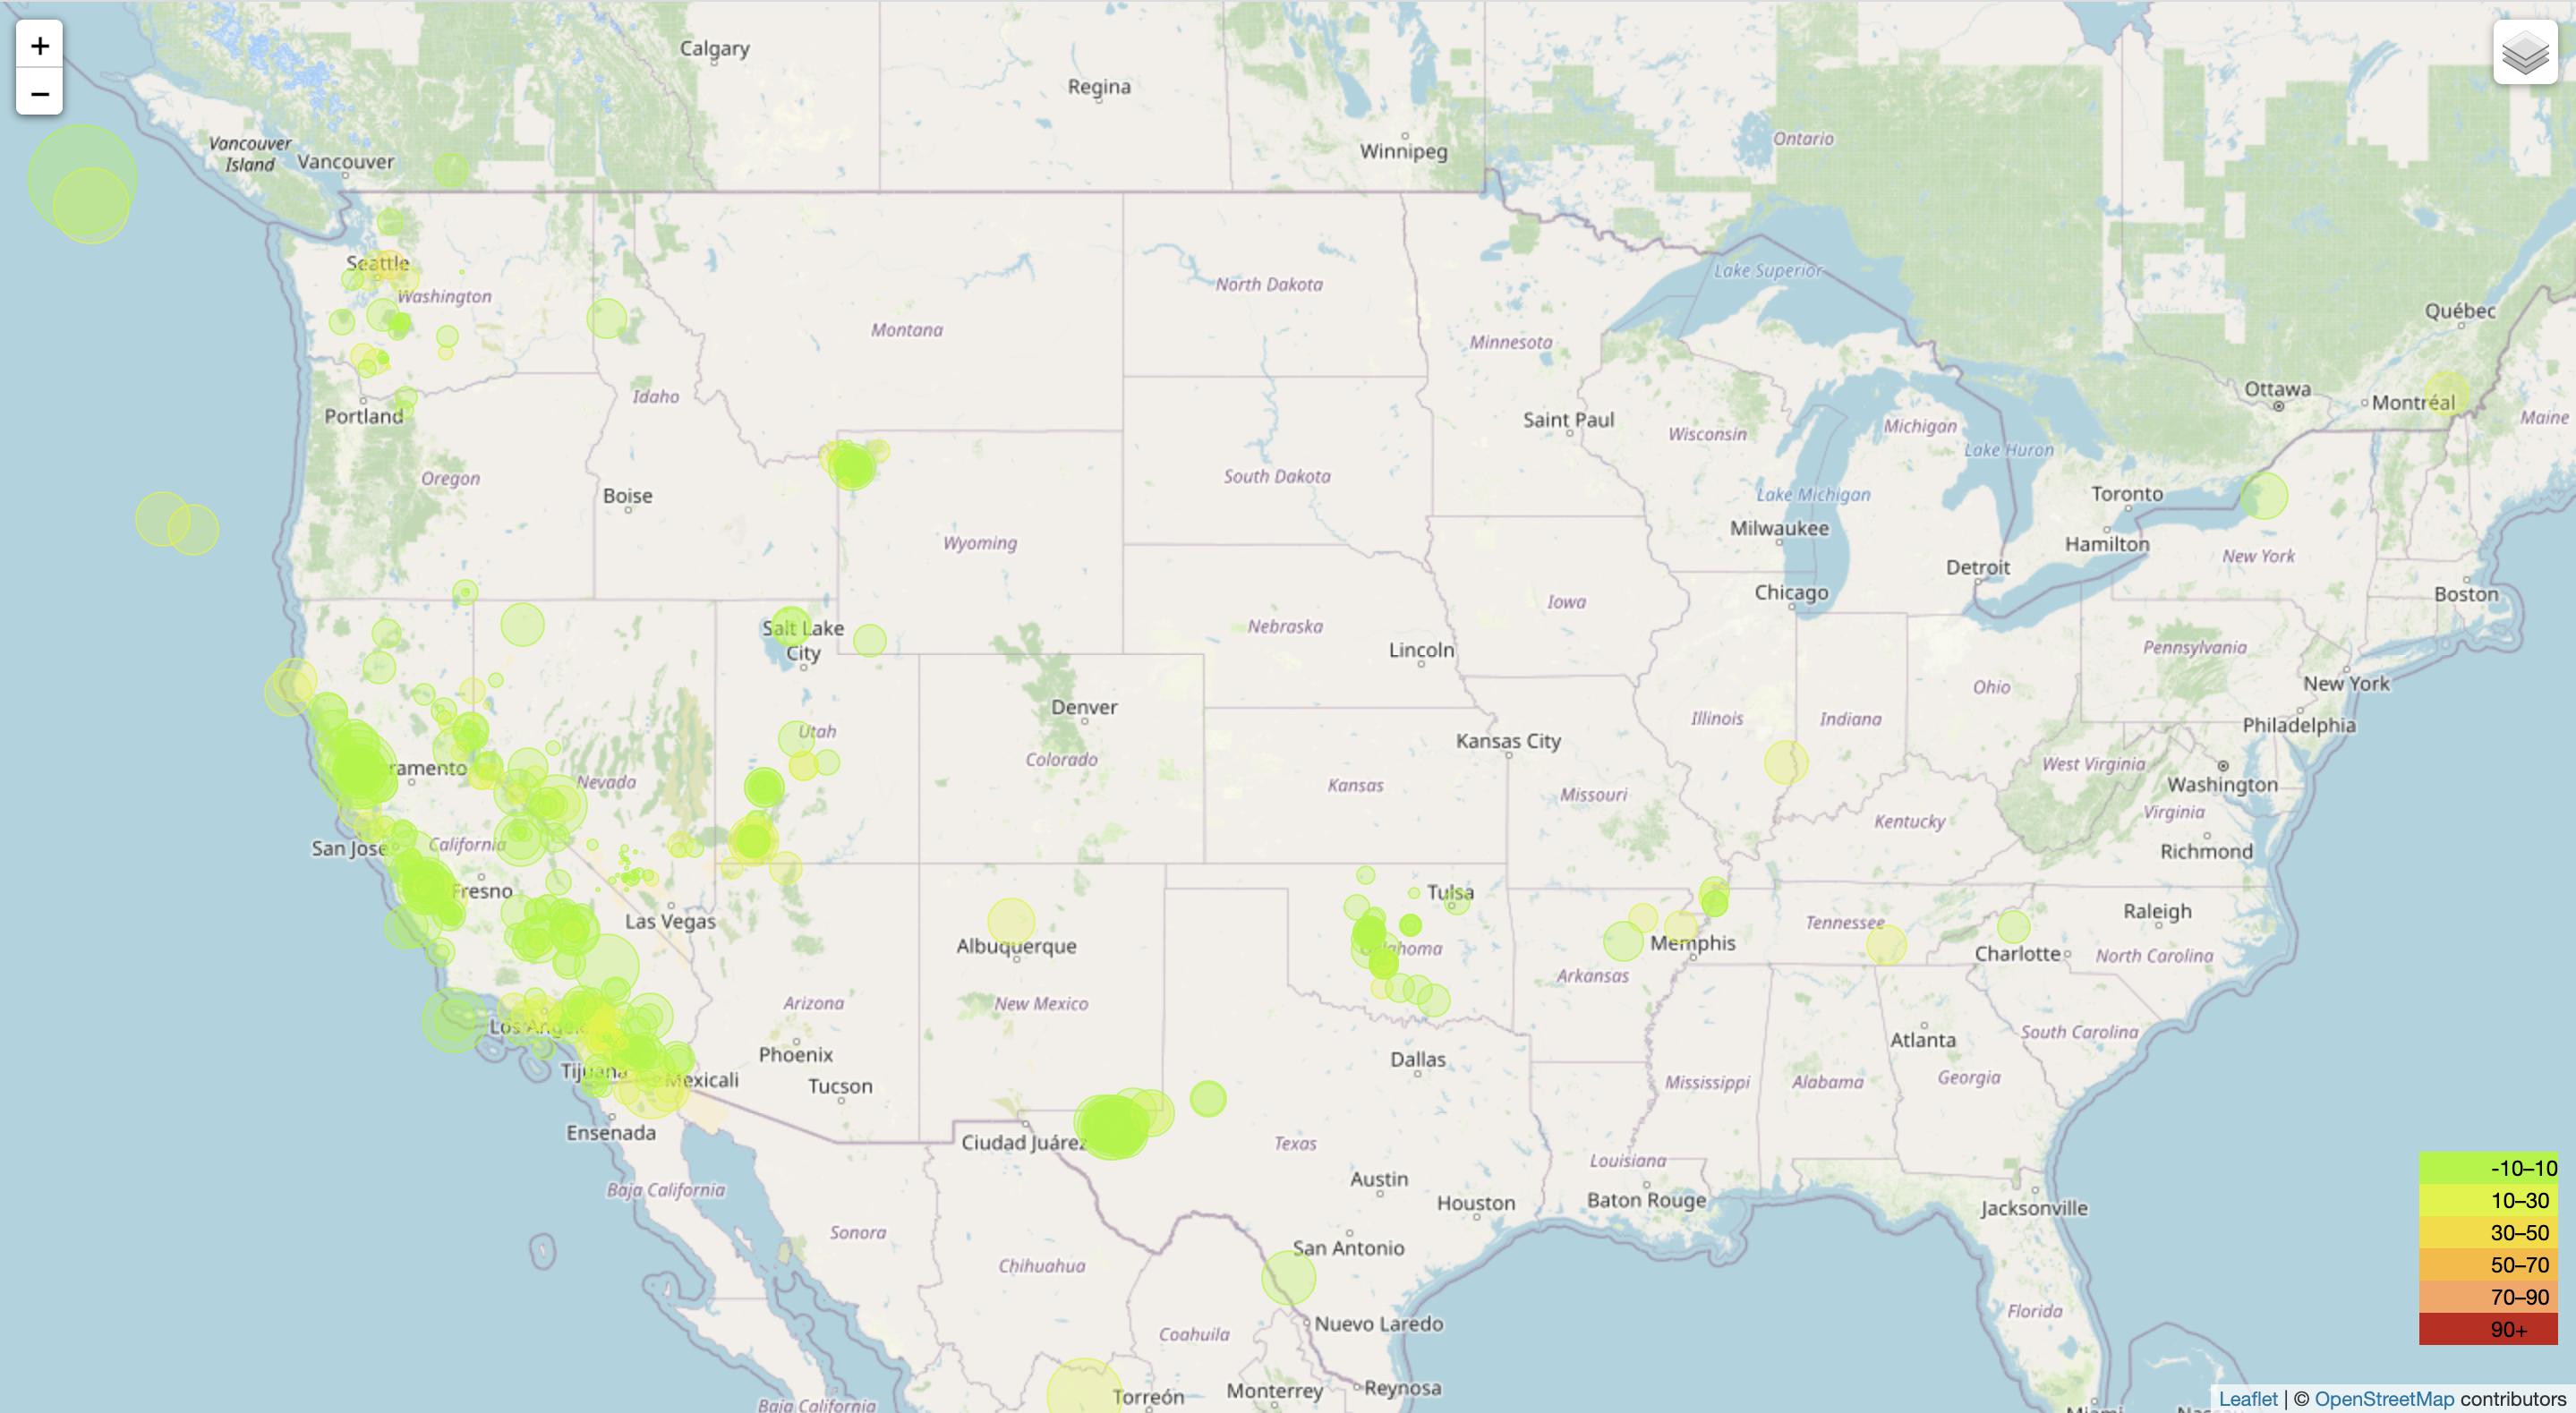 +
−
Calgary
Regina
Winnipeg
Ontario
Vancouver
Island
Vancouver
Seattle
Washington
Montana
North Dakota
Minnesota
Lake Superior
Québec
Portland
Idaho
Saint Paul
Wisconsin
Michigan
Lake Huron
Ottawa
Montréal
Maine
Oregon
Boise
Wyoming
South Dakota
Lake Michigan
Milwaukee
Toronto
Hamilton
New York
Detroit
Chicago
Boston
Iowa
Salt Lake
City
Nebraska
Lincoln
Pennsylvania
New York
Ohio
Denver
Utah
Illinois
Indiana
Philadelphia
Kansas City
Colorado
ramento
Nevada
Kansas
Missouri
West Virginia
Washington
Virginia
Kentucky
San Jose
California
Richmond
Fresno
Las Vegas
Tulsa
Raleigh
Tennessee
Albuquerque
Oklahoma
Memphis
Charlotte
North Carolina
Arkansas
Arizona
New Mexico
Los Angele
South Carolina
Atlanta
Phoenix
Dallas
Tijuana
Mexicali
Tucson
Mississippi
Alabama
Georgia
Ensenada
Ciudad Juárez
Texas
Louisiana
Baja California
Austin
Houston
Baton Rouge
Jacksonville
Sonora
San Antonio
Chihuahua
Florida
Nuevo Laredo
Coahuila
Torreón
Monterrey
Reynosa
Baja California
Miami
-10–10
10–30
30–50
50–70
70–90
90+
Leaflet | © OpenStreetMap contributors